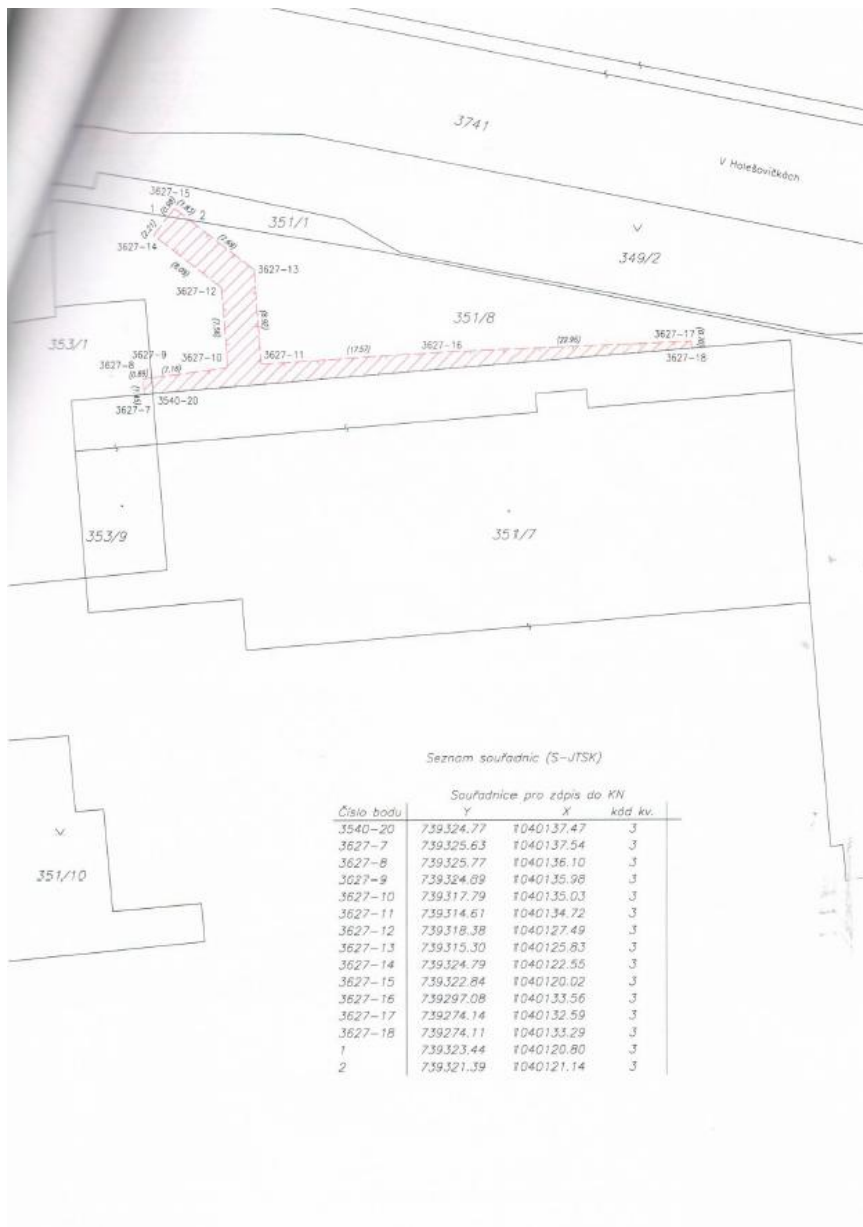 3741
V Holešovičkách
3627-15
1
2
351/1
349/2
3627-14
3627-13
3627-12
351/8
353/1
3627-9
3627-10
3627-11
(17.57)
3627-16
(22.96)
3627-17
3627-18
3627-8
(0.89)
(7.16)
3627-7
3540-20
353/9
351/7
351/10
Seznam souřadnic (S-JTSK)
Souřadnice pro zápis do KN
Číslo bodu Y X kód kv.
3540-20 739324.77 1040137.47 3
3627-7 739325.63 1040137.54 3
3627-8 739325.77 1040136.10 3
3627-9 739324.89 1040135.98 3
3627-10 739317.79 1040135.03 3
3627-11 739314.61 1040134.72 3
3627-12 739318.38 1040127.49 3
3627-13 739315.30 1040125.83 3
3627-14 739324.79 1040122.55 3
3627-15 739322.84 1040120.02 3
3627-16 739297.08 1040133.56 3
3627-17 739274.14 1040132.59 3
3627-18 739274.11 1040133.29 3
1 739323.44 1040120.80 3
2 739321.39 1040121.14 3